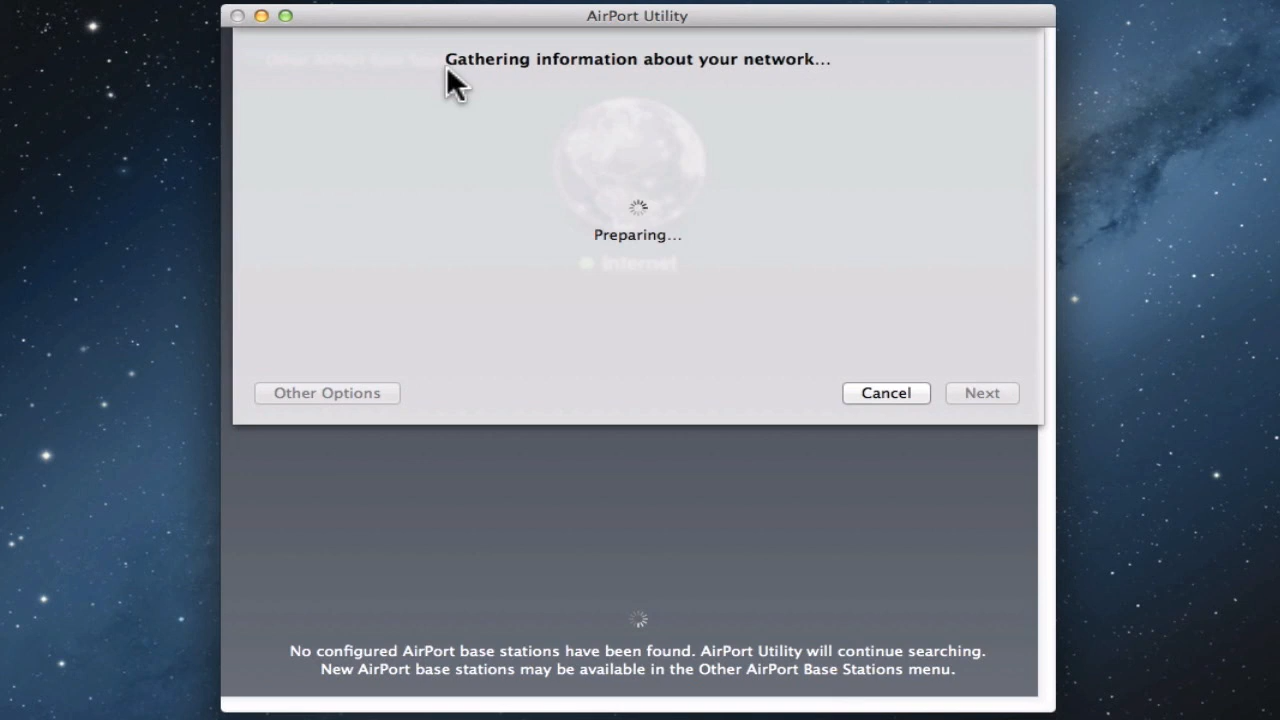 AirPort Utility
Gathering information about your network...
Preparing...
Internet
Other Options
Cancel
Next
No configured AirPort base stations have been found. AirPort Utility will continue searching.
New AirPort base stations may be available in the Other AirPort Base Stations menu.